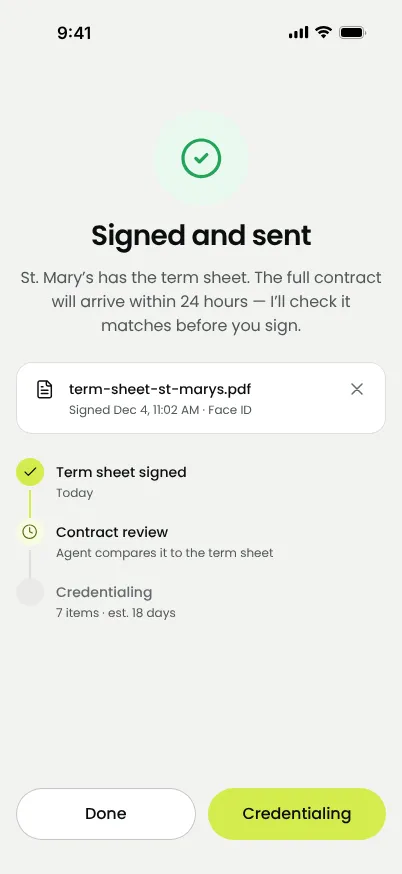 9:41
Signed and sent
St. Mary’s has the term sheet. The full contract
will arrive within 24 hours — I’ll check it
matches before you sign.
term-sheet-st-marys.pdf
Signed Dec 4, 11:02 AM · Face ID
Term sheet signed
Today
Contract review
Agent compares it to the term sheet
Credentialing
7 items · est. 18 days
Done
Credentialing